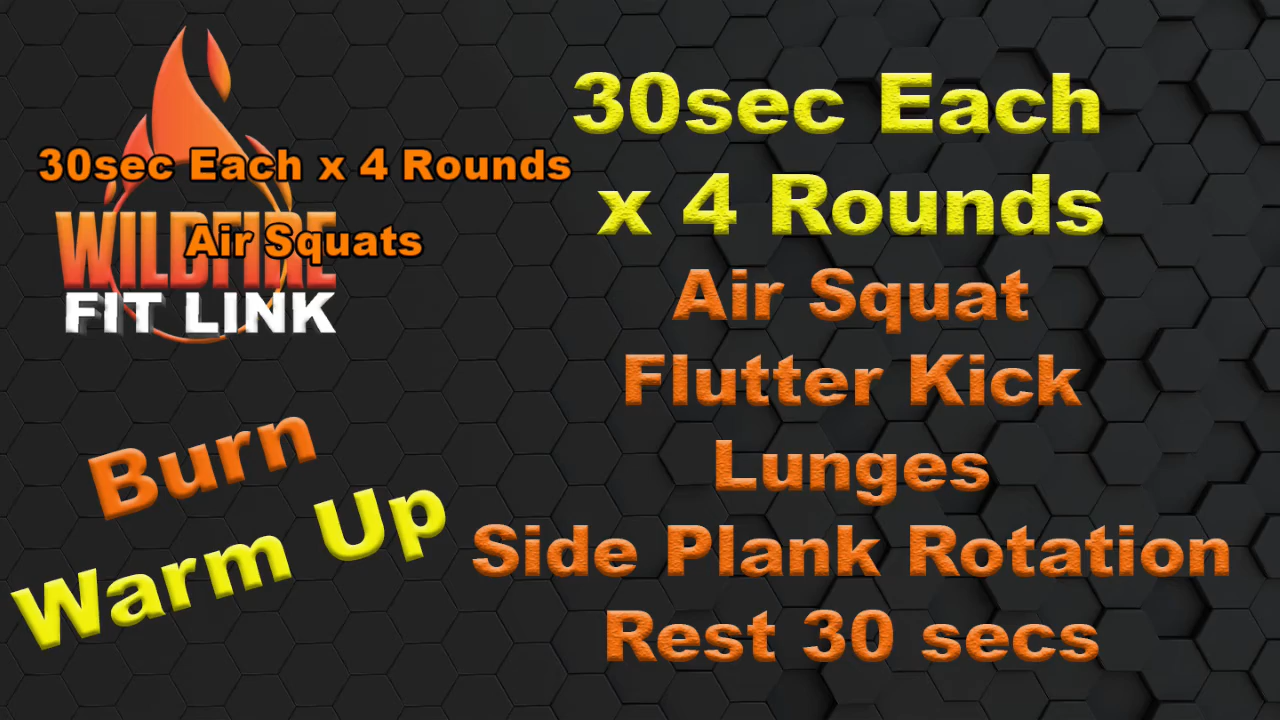 30sec Each x 4 Rounds
WILDFIRE
Air Squats
FIT LINK
Burn
Warm Up
30sec Each
x 4 Rounds
Air Squat
Flutter Kick
Lunges
Side Plank Rotation
Rest 30 secs